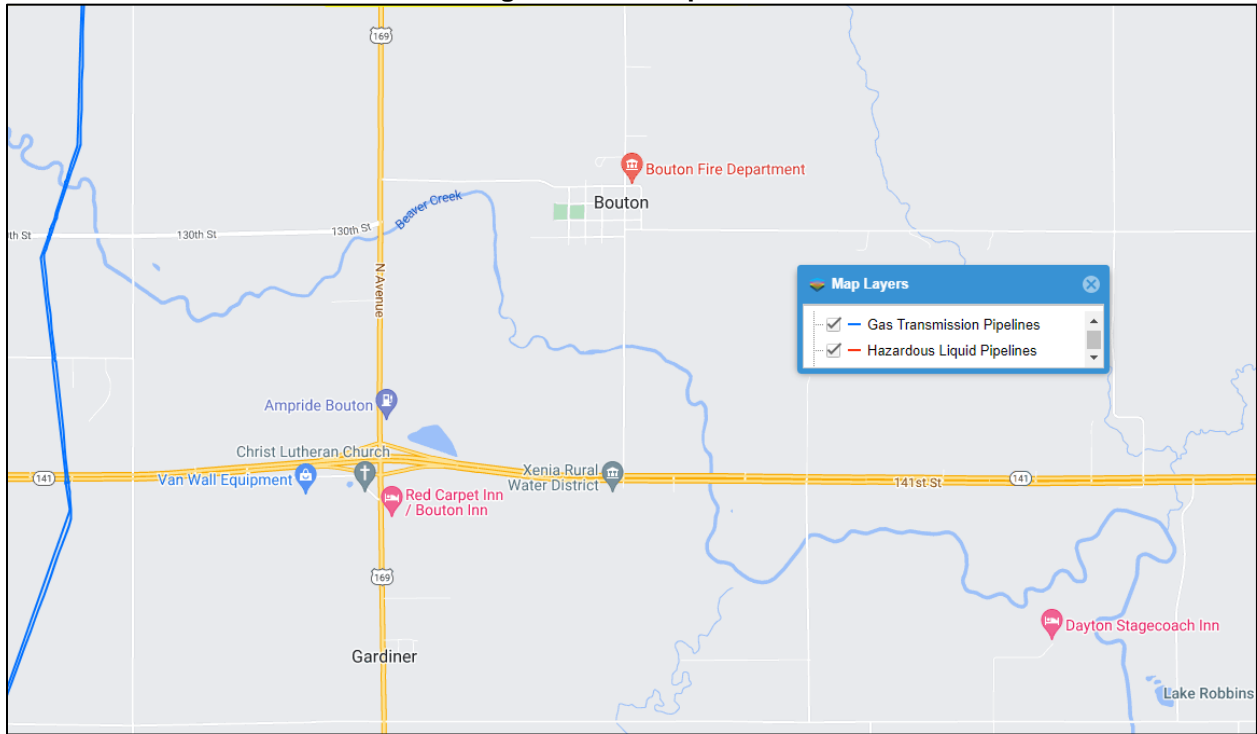 169
Bouton Fire Department
Bouton
Beaver Creek
th St
130th St
130th St
N Avenue
Map Layers
Gas Transmission Pipelines
Hazardous Liquid Pipelines
Ampride Bouton
Christ Lutheran Church
Xenia Rural
Water District
141
Van Wall Equipment
141st St
141
Red Carpet Inn
/ Bouton Inn
169
Dayton Stagecoach Inn
Gardiner
Lake Robbins